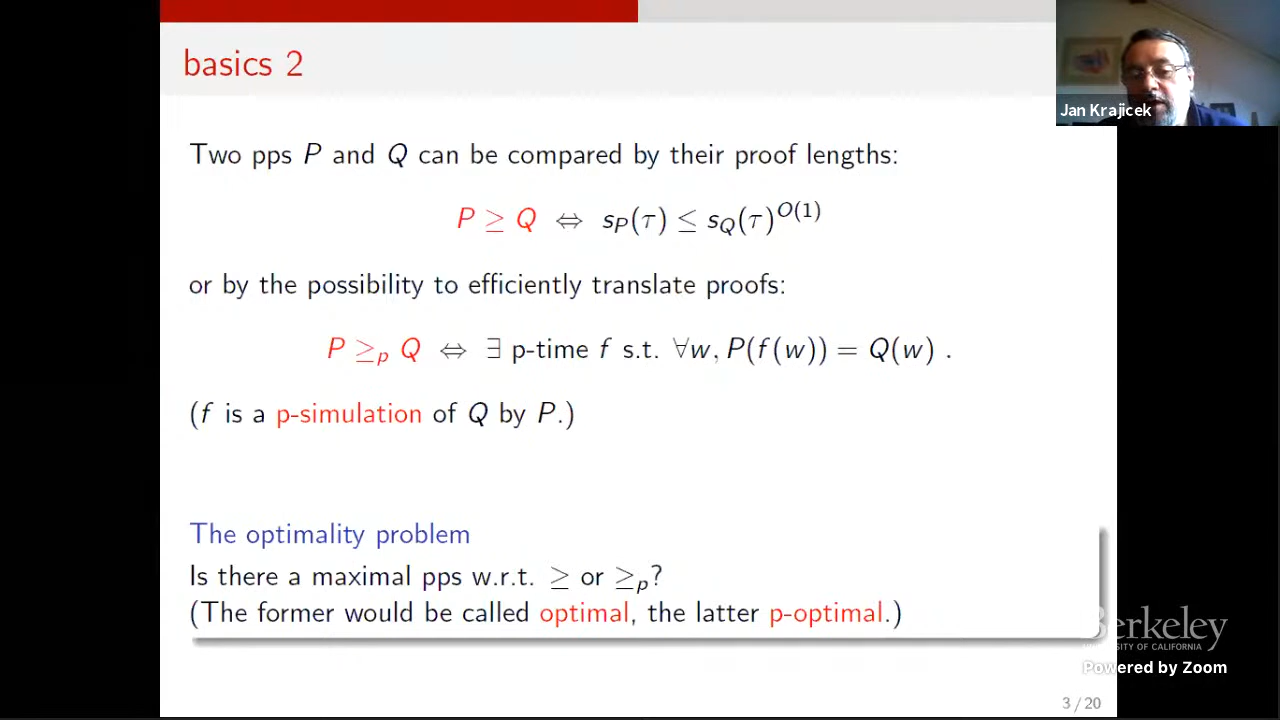 basics 2
Jan Krajicek
Two pps P and Q can be compared by their proof lengths:
P ≥ Q ⇔ s_P(τ) ≤ s_Q(τ)^{O(1)}
or by the possibility to efficiently translate proofs:
P ≥_p Q ⇔ ∃ p-time f s.t. ∀w, P(f(w)) = Q(w) .
(f is a p-simulation of Q by P.)
The optimality problem
Is there a maximal pps w.r.t. ≥ or ≥_p?
(The former would be called optimal, the latter p-optimal.)
Berkeley
UNIVERSITY OF CALIFORNIA
Powered by Zoom
3 / 20